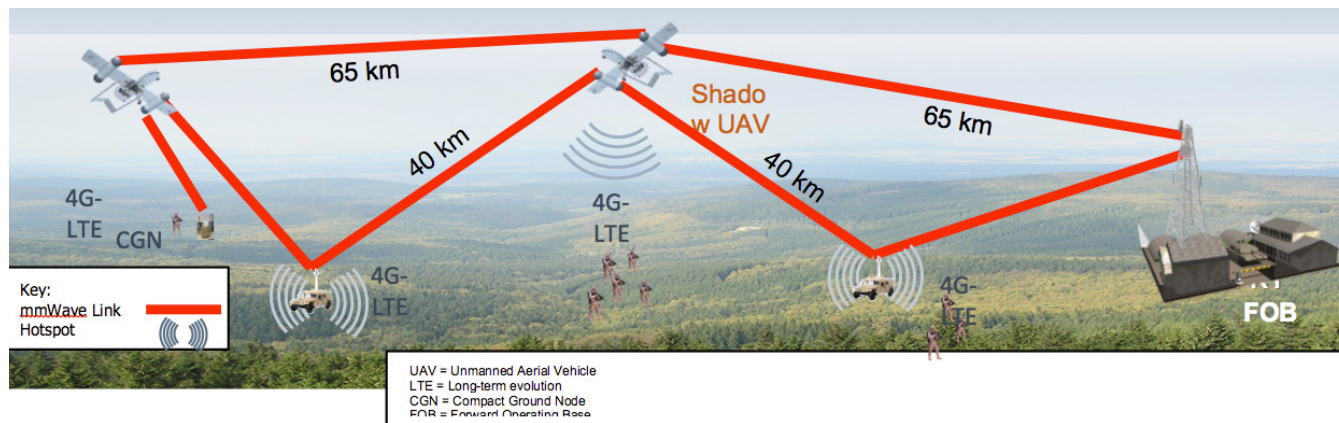 65 km
40 km
Shado
w UAV
65 km
40 km
4G-
LTE
CGN
4G-
LTE
4G-
LTE
4G-
LTE
FOB
Key:
mmWave Link
Hotspot
UAV = Unmanned Aerial Vehicle
LTE = Long-term evolution
CGN = Compact Ground Node
FOB = Forward Operating Base